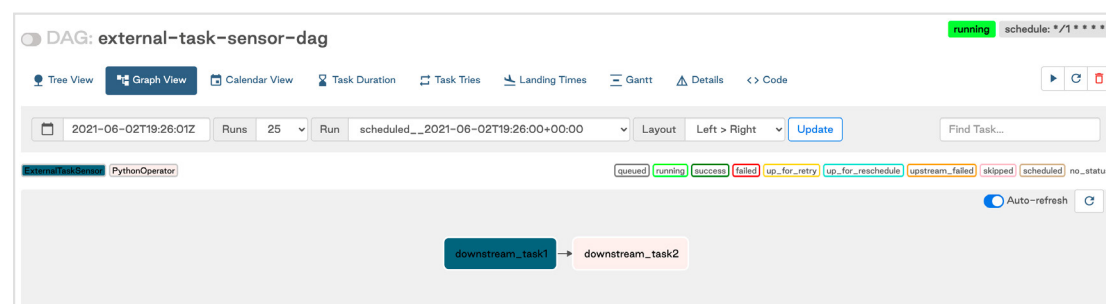 DAG: external-task-sensor-dag running schedule: */1 * * * *
Tree View Graph View Calendar View Task Duration Task Tries Landing Times Gantt Details <> Code
2021-06-02T19:26:01Z Runs 25 Run scheduled__2021-06-02T19:26:00+00:00 Layout Left > Right Update Find Task...
ExternalTaskSensor PythonOperator queued running success failed up_for_retry up_for_reschedule upstream_failed skipped scheduled no_status
Auto-refresh
downstream_task1 downstream_task2